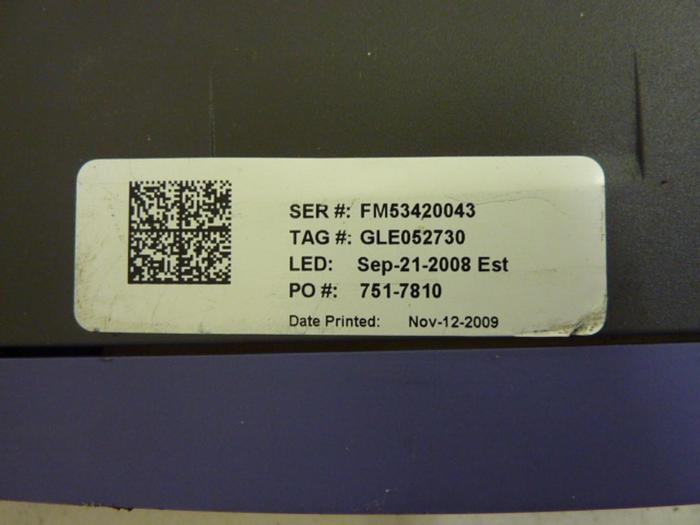 SER #: FM53420043
TAG #: GLE052730
LED: Sep-21-2008 Est
PO #: 751-7810
Date Printed: Nov-12-2009